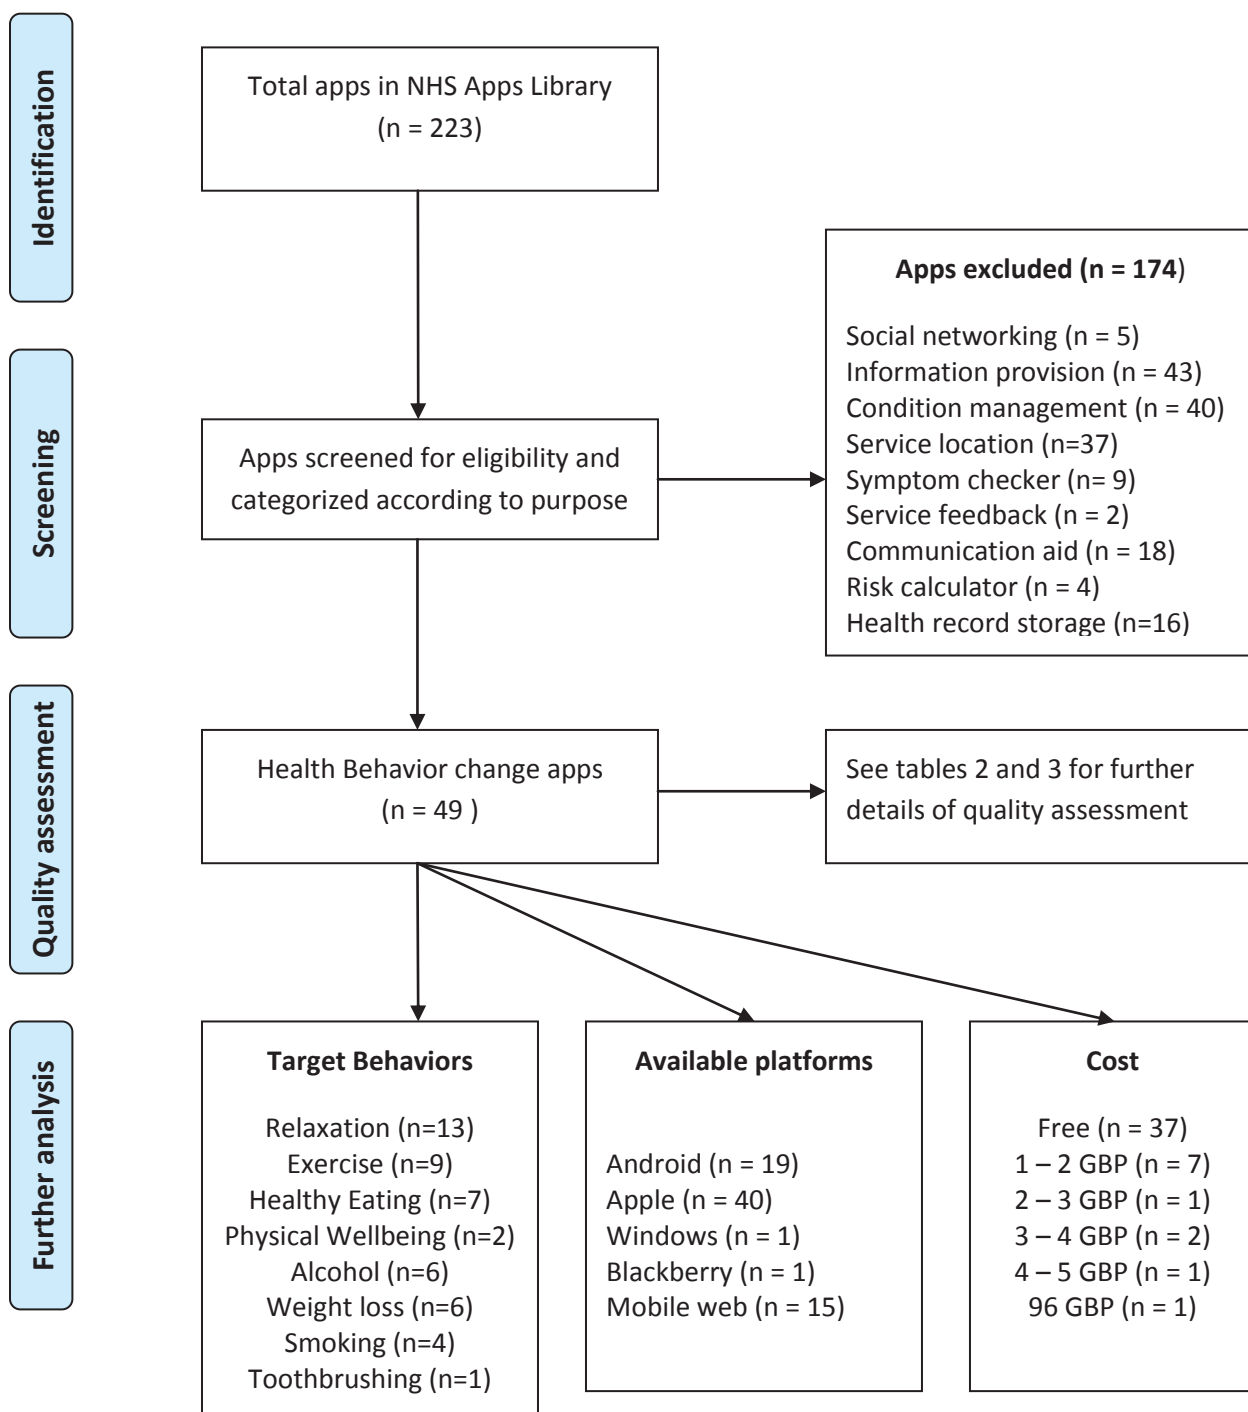 Identification
Total apps in NHS Apps Library
(n = 223)
Apps excluded (n = 174)
Social networking (n = 5)
Information provision (n = 43)
Condition management (n = 40)
Service location (n=37)
Symptom checker (n= 9)
Service feedback (n = 2)
Communication aid (n = 18)
Risk calculator (n = 4)
Health record storage (n=16)
Screening
Apps screened for eligibility and
categorized according to purpose
Quality assessment
Health Behavior change apps
(n = 49 )
See tables 2 and 3 for further
details of quality assessment
Further analysis
Target Behaviors
Relaxation (n=13)
Exercise (n=9)
Healthy Eating (n=7)
Physical Wellbeing (n=2)
Alcohol (n=6)
Weight loss (n=6)
Smoking (n=4)
Toothbrushing (n=1)
Available platforms
Android (n = 19)
Apple (n = 40)
Windows (n = 1)
Blackberry (n = 1)
Mobile web (n = 15)
Cost
Free (n = 37)
1 – 2 GBP (n = 7)
2 – 3 GBP (n = 1)
3 – 4 GBP (n = 2)
4 – 5 GBP (n = 1)
96 GBP (n = 1)